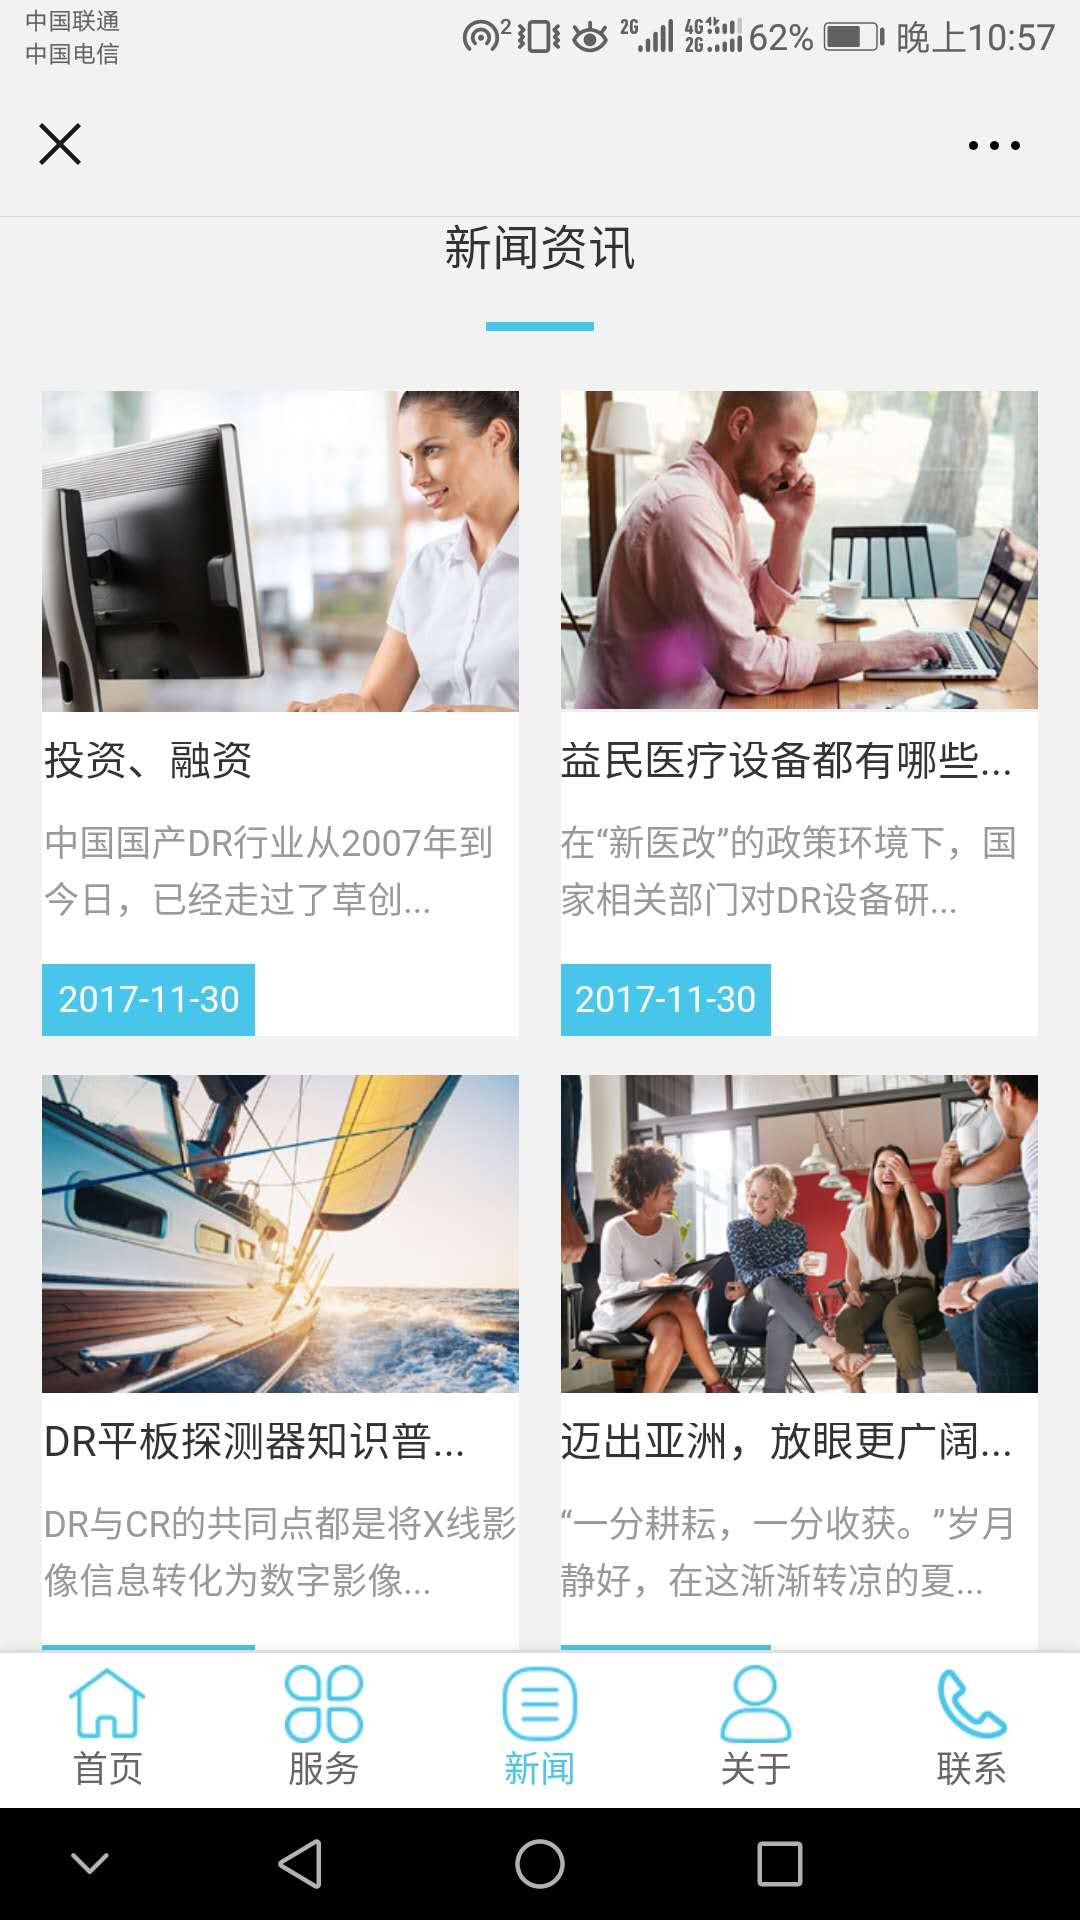 中国联通
中国电信
2 2G 4G 2G 62% 晚上10:57
新闻资讯
投资、融资
中国国产DR行业从2007年到
今日，已经走过了草创...
2017-11-30
益民医疗设备都有哪些...
在“新医改”的政策环境下，国
家相关部门对DR设备研...
2017-11-30
DR平板探测器知识普...
DR与CR的共同点都是将X线影
像信息转化为数字影像...
迈出亚洲，放眼更广阔...
“一分耕耘，一分收获。”岁月
静好，在这渐渐转凉的夏...
首页 服务 新闻 关于 联系